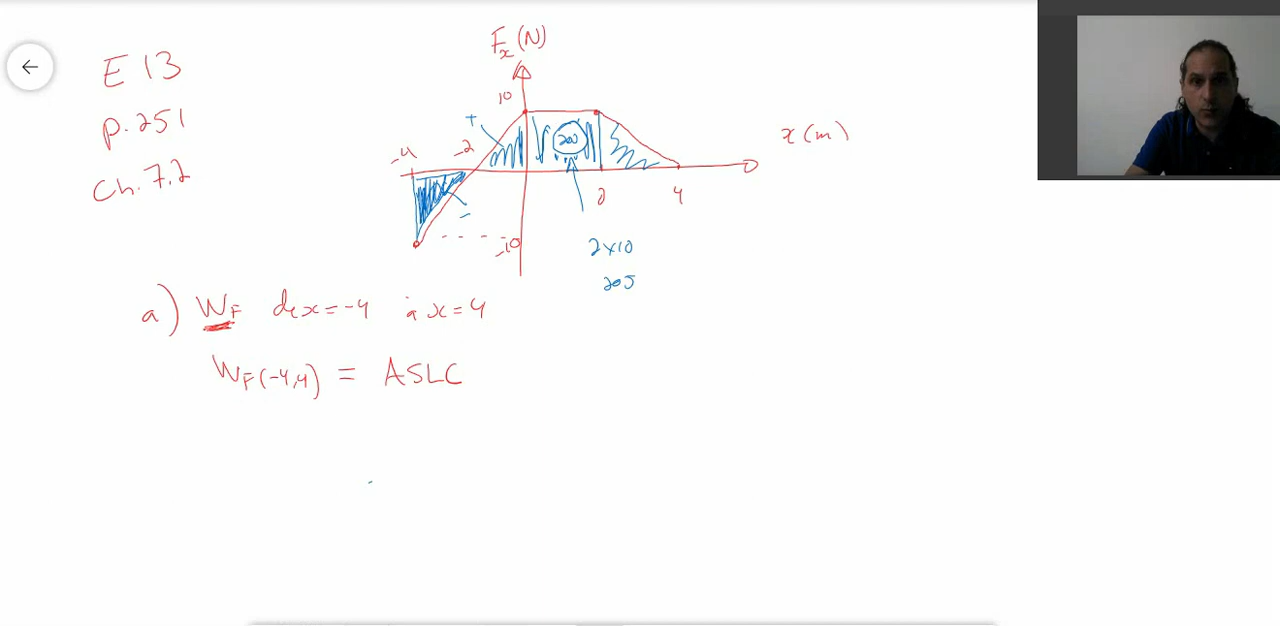 E 13
p. 251
Ch. 7.2
Fx (N)
10
+
-4
-2
200
x (m)
2
4
-
-10
2x10
20J
a) WF de x = -4 à x = 4
WF(-4,4) = ASLC